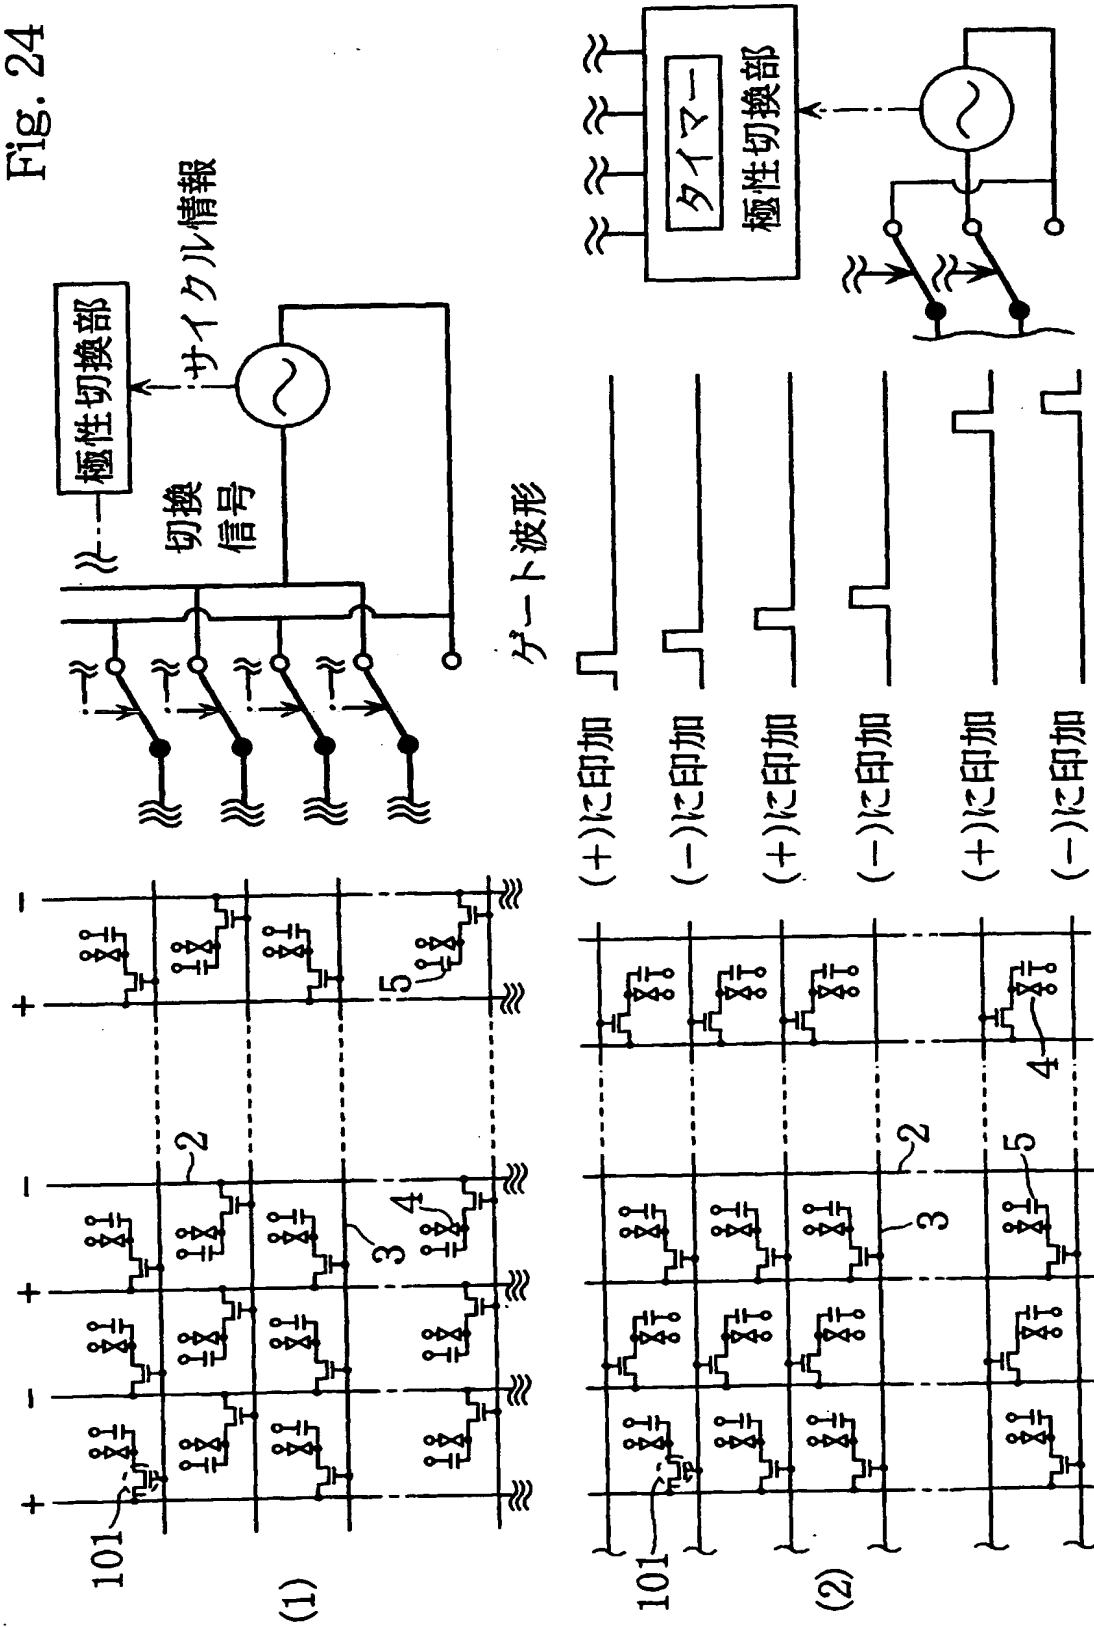 Fig. 24
極性切換部
サイクル情報
切換
信号
+
−
+
−
+
−
101
2
3
4
5
(1)
ゲート波形
(+)に印加
(−)に印加
(+)に印加
(−)に印加
(+)に印加
(−)に印加
タイマー
極性切換部
101
2
3
5
4
(2)